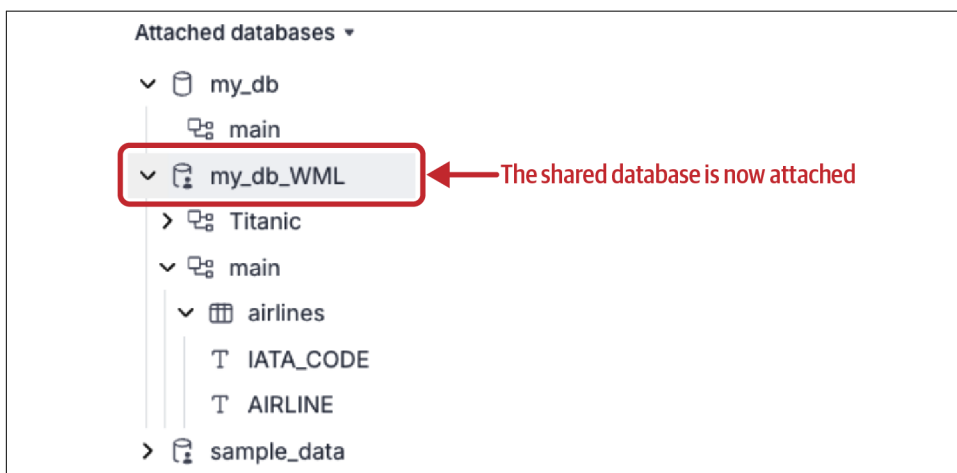 Attached databases
my_db
main
my_db_WML
The shared database is now attached
Titanic
main
airlines
T IATA_CODE
T AIRLINE
sample_data